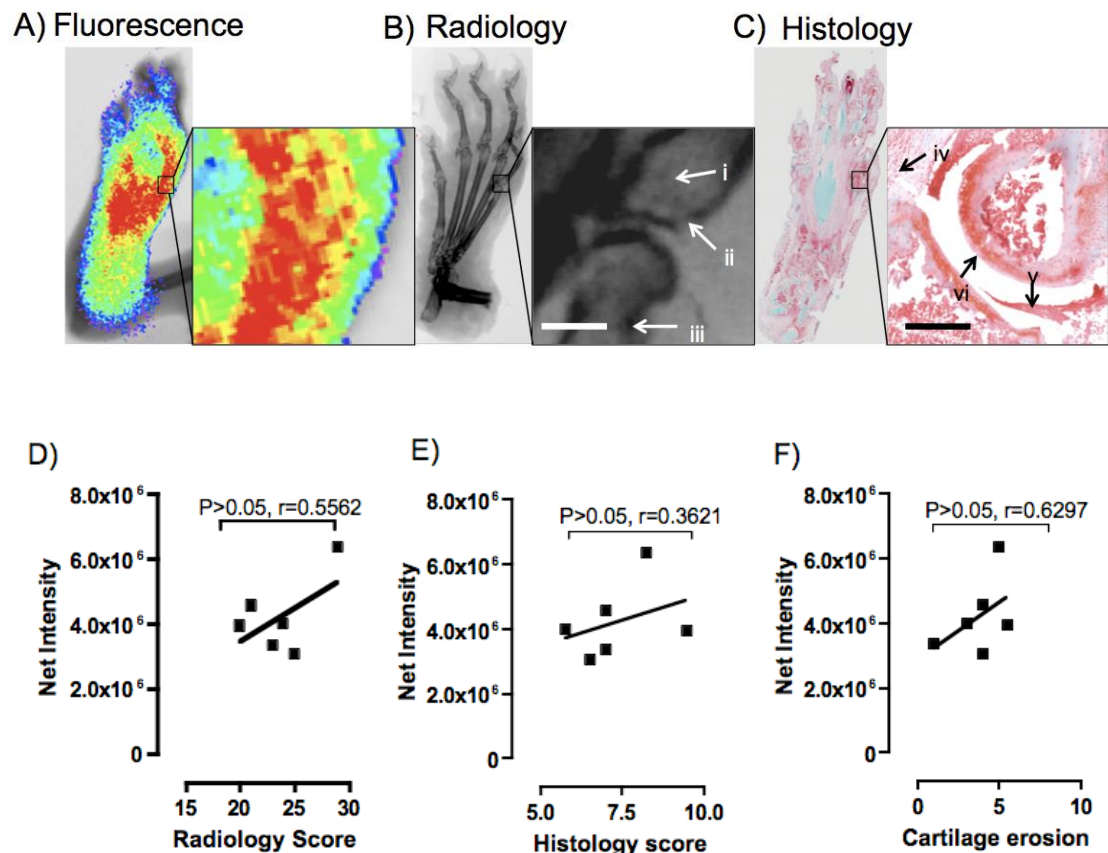 A) Fluorescence
B) Radiology
C) Histology
i
ii
iii
iv
v
vi
D)
P>0.05, r=0.5562
8.0x10⁶
6.0x10⁶
4.0x10⁶
2.0x10⁶
0
Net Intensity
15 20 25 30
Radiology Score
E)
P>0.05, r=0.3621
8.0x10⁶
6.0x10⁶
4.0x10⁶
2.0x10⁶
0
Net Intensity
5.0 7.5 10.0
Histology score
F)
P>0.05, r=0.6297
8.0x10⁶
6.0x10⁶
4.0x10⁶
2.0x10⁶
0
Net Intensity
0 5 10
Cartilage erosion